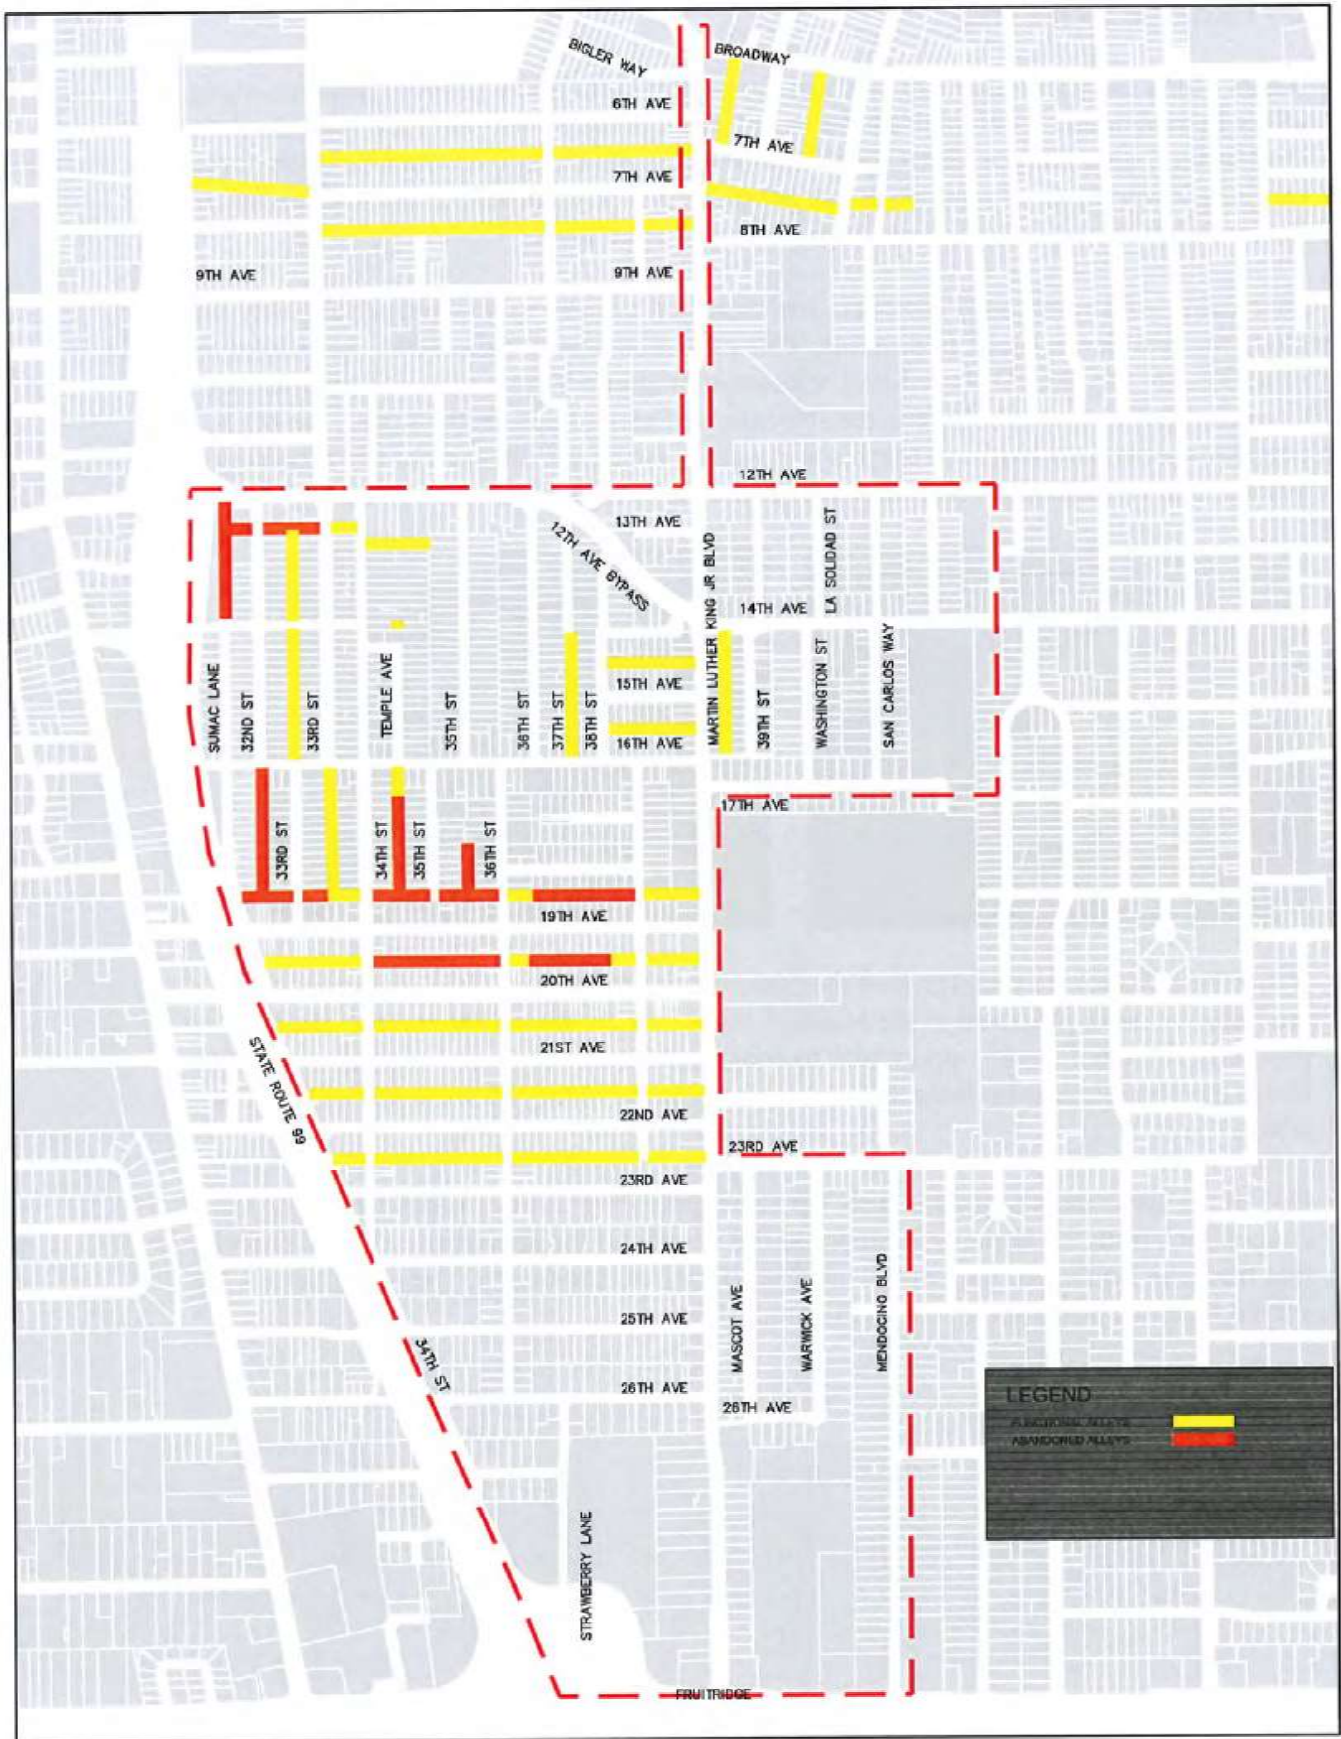 BIGLER WAY
BROADWAY
6TH AVE
7TH AVE
7TH AVE
8TH AVE
9TH AVE
9TH AVE
12TH AVE
13TH AVE
12TH AVE BYPASS
MARTIN LUTHER KING JR BLVD
LA SOLIDAD ST
14TH AVE
SUMAC LANE
32ND ST
33RD ST
TEMPLE AVE
35TH ST
36TH ST
37TH ST
38TH ST
15TH AVE
16TH AVE
39TH ST
WASHINGTON ST
SAN CARLOS WAY
17TH AVE
33RD ST
34TH ST
35TH ST
36TH ST
19TH AVE
20TH AVE
STATE ROUTE 99
21ST AVE
22ND AVE
23RD AVE
23RD AVE
24TH AVE
25TH AVE
MASCOT AVE
WARWICK AVE
MENDOCINO BLVD
34TH ST
26TH AVE
26TH AVE
LEGEND
FUNCTIONAL ALLEYS
ABANDONED ALLEYS
STRAWBERRY LANE
FRUITRIDGE